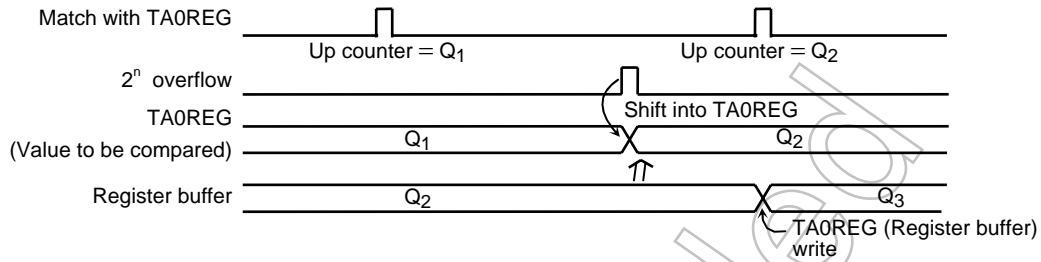 Match with TA0REG
Up counter = Q1
Up counter = Q2
2n overflow
Shift into TA0REG
TA0REG
(Value to be compared)
Q1
Q2
Register buffer
Q2
Q3
TA0REG (Register buffer)
write